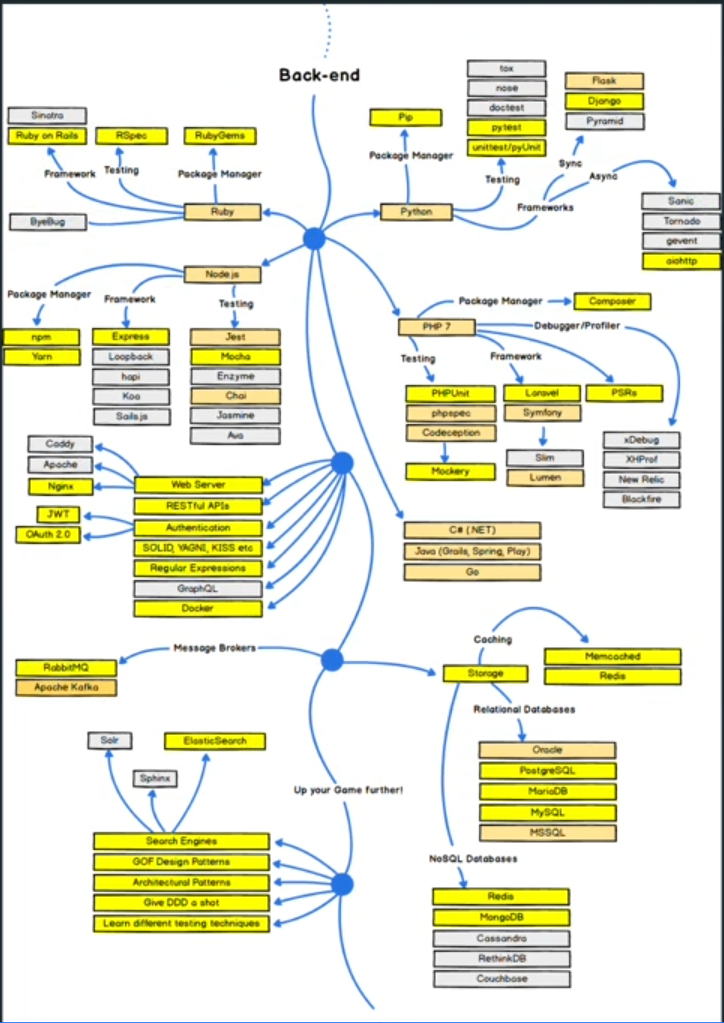 Back-end
Sinatra
Ruby on Rails
RSpec
RubyGems
Framework
Testing
Package Manager
Ruby
ByeBug
Pip
Package Manager
Python
tox
nose
doctest
pytest
unittest/pyUnit
Testing
Flask
Django
Pyramid
Sync
Async
Frameworks
Sanic
Tornado
gevent
aiohttp
Node.js
Package Manager
Framework
Testing
npm
Yarn
Express
Loopback
hapi
Koa
Sails.js
Jest
Mocha
Enzyme
Chai
Jasmine
Ava
PHP 7
Package Manager
Composer
Debugger/Profiler
Testing
Framework
PHPUnit
phpspec
Codeception
Mockery
Laravel
Symfony
Slim
Lumen
PSRs
xDebug
XHProf
New Relic
Blackfire
Caddy
Apache
Nginx
JWT
OAuth 2.0
Web Server
RESTful APIs
Authentication
SOLID, YAGNI, KISS etc
Regular Expressions
GraphQL
Docker
C# (.NET)
Java (Grails, Spring, Play)
Go
Message Brokers
RabbitMQ
Apache Kafka
Caching
Storage
Memcached
Redis
Relational Databases
Oracle
PostgreSQL
MariaDB
MySQL
MSSQL
NoSQL Databases
Redis
MongoDB
Cassandra
RethinkDB
Couchbase
Solr
Sphinx
ElasticSearch
Up your Game further!
Search Engines
GOF Design Patterns
Architectural Patterns
Give DDD a shot
Learn different testing techniques